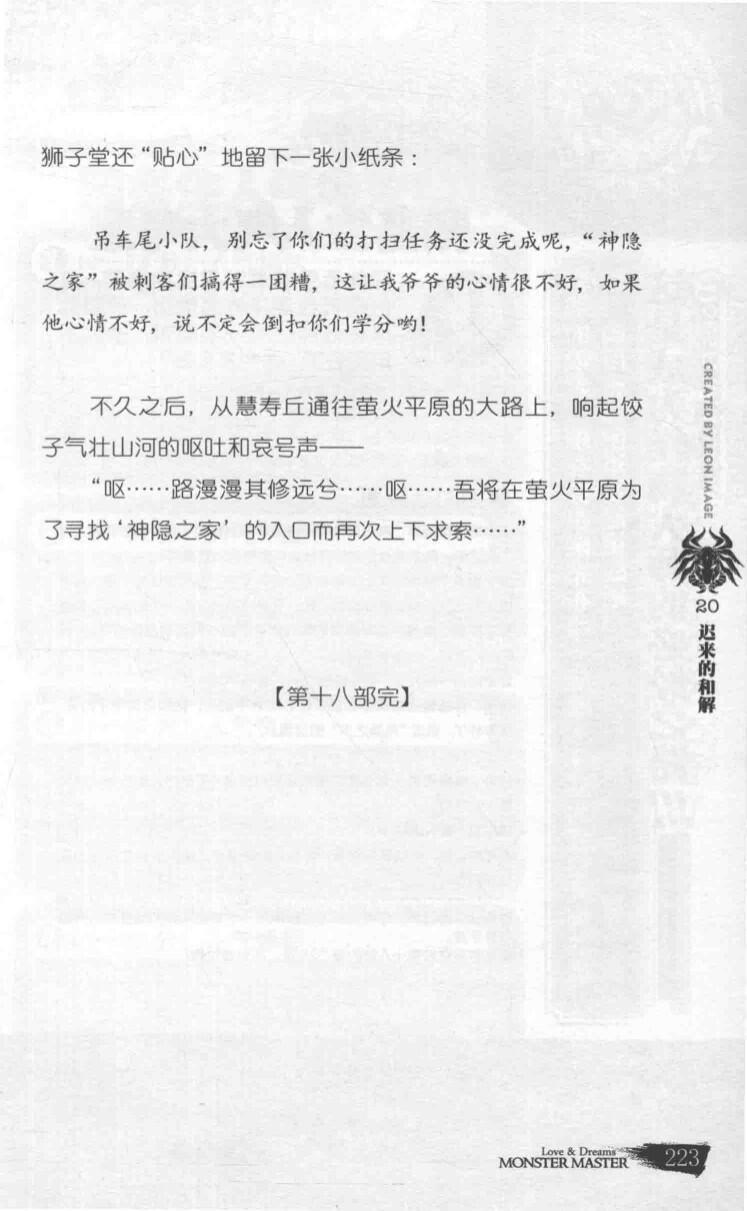 狮子堂还“贴心”地留下一张小纸条：
吊车尾小队，别忘了你们的打扫任务还没完成呢，“神隐
之家”被刺客们搞得一团糟，这让我爷爷的心情很不好，如果
他心情不好，说不定会倒扣你们学分哟！
不久之后，从慧寿丘通往萤火平原的大路上，响起饺
子气壮山河的呕吐和哀号声——
“呕……路漫漫其修远兮……呕……吾将在萤火平原为
了寻找‘神隐之家’的入口而再次上下求索……”
【第十八部完】
CREATED BY LEON IMAGE
20
迟来的和解
Love & Dreams
MONSTER MASTER
223